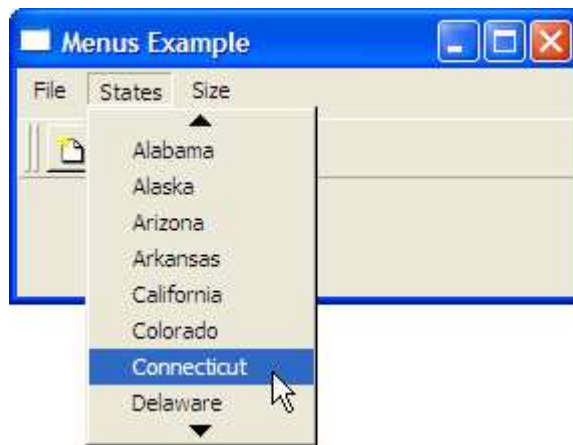 Menus Example
File States Size
Alabama
Alaska
Arizona
Arkansas
California
Colorado
Connecticut
Delaware